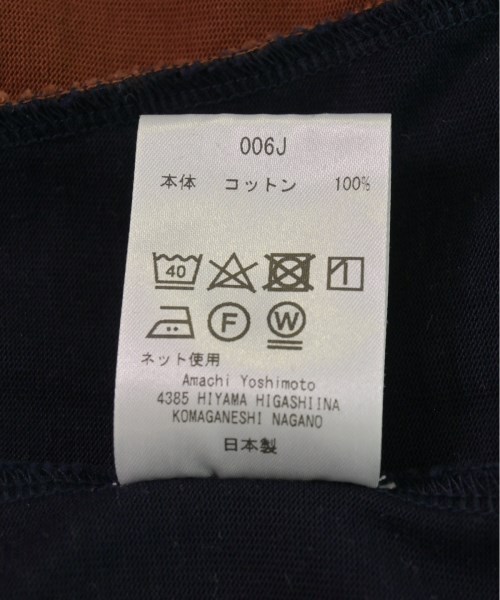 006J
本体 コットン 100%
40
F W
ネット使用
Amachi Yoshimoto
4385 HIYAMA HIGASHIINA
KOMAGANESHI NAGANO
日本製